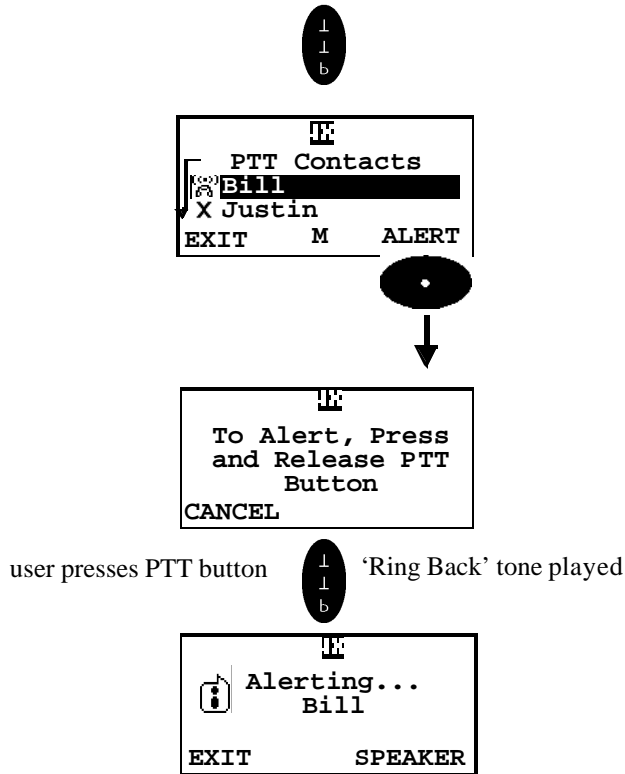 PTT Contacts
Bill
X Justin
EXIT M ALERT
To Alert, Press
and Release PTT
Button
CANCEL
user presses PTT button ‘Ring Back’ tone played
Alerting...
Bill
EXIT SPEAKER